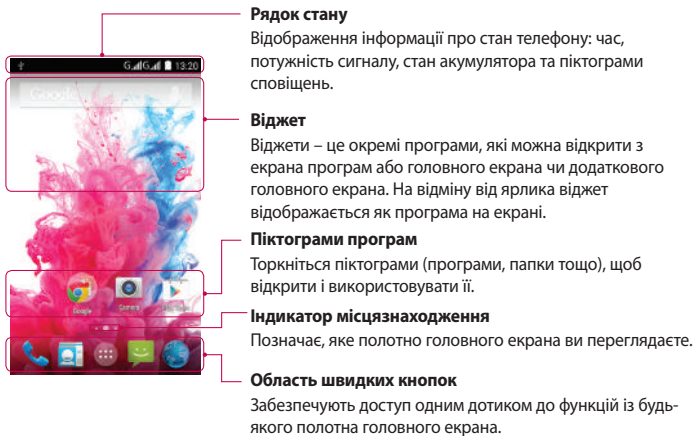 Рядок стану
Відображення інформації про стан телефону: час,
потужність сигналу, стан акумулятора та піктограми
сповіщень.
G G 13:20
Google
Віджет
Віджети – це окремі програми, які можна відкрити з
екрана програм або головного екрана чи додаткового
головного екрана. На відміну від ярлика віджет
відображається як програма на екрані.
Піктограми програм
Торкніться піктограми (програми, папки тощо), щоб
відкрити і використовувати її.
Google Camera
Індикатор місцязнаходження
Позначає, яке полотно головного екрана ви переглядаєте.
Область швидких кнопок
Забезпечують доступ одним дотиком до функцій із будь-
якого полотна головного екрана.